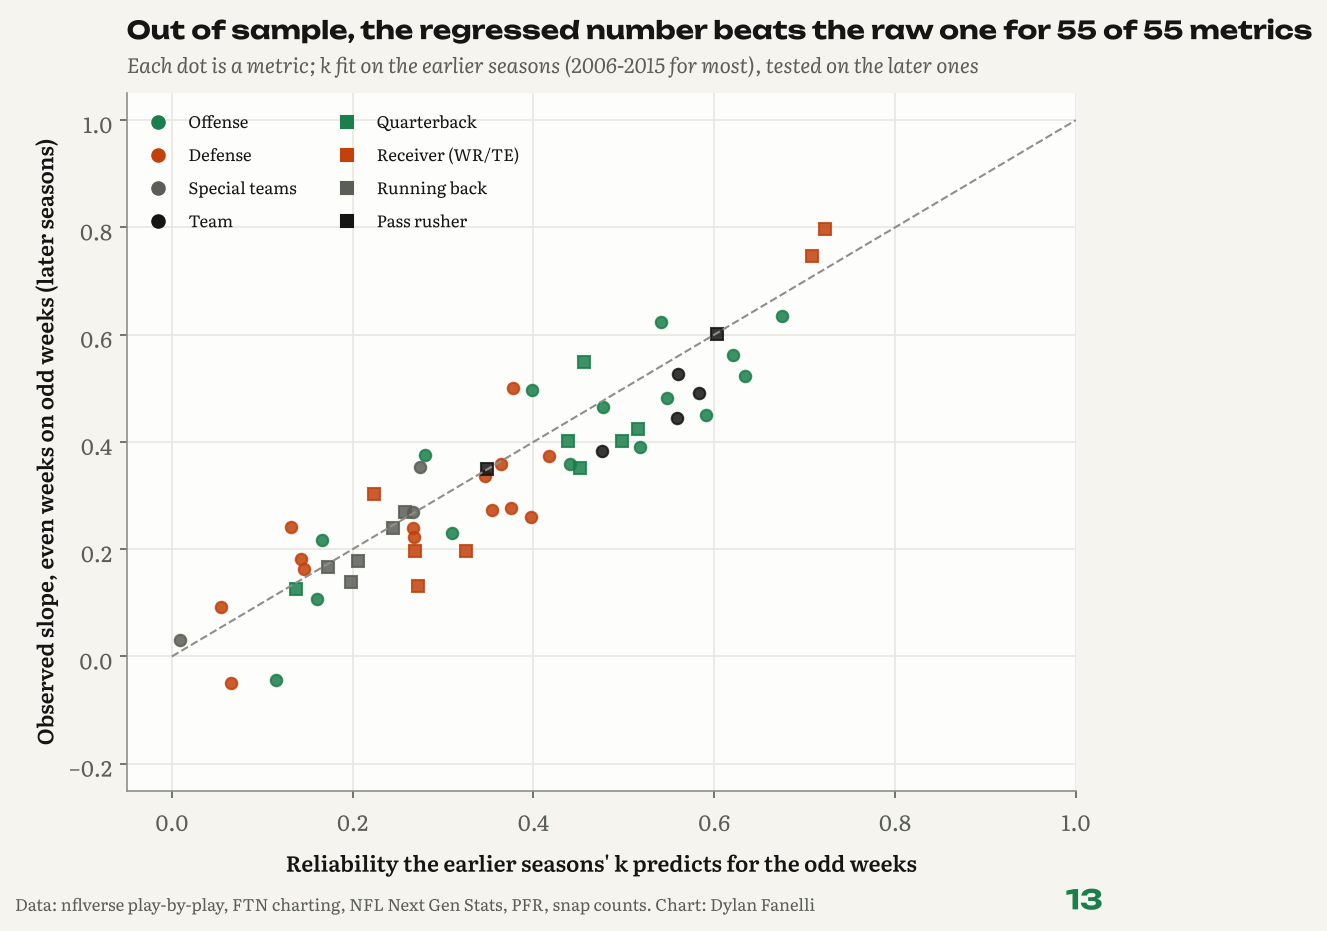 Out of sample, the regressed number beats the raw one for 55 of 55 metrics
Each dot is a metric; k fit on the earlier seasons (2006-2015 for most), tested on the later ones
Offense
Defense
Special teams
Team
Quarterback
Receiver (WR/TE)
Running back
Pass rusher
Observed slope, even weeks on odd weeks (later seasons)
1.0
0.8
0.6
0.4
0.2
0.0
−0.2
0.0
0.2
0.4
0.6
0.8
1.0
Reliability the earlier seasons' k predicts for the odd weeks
Data: nflverse play-by-play, FTN charting, NFL Next Gen Stats, PFR, snap counts. Chart: Dylan Fanelli
13